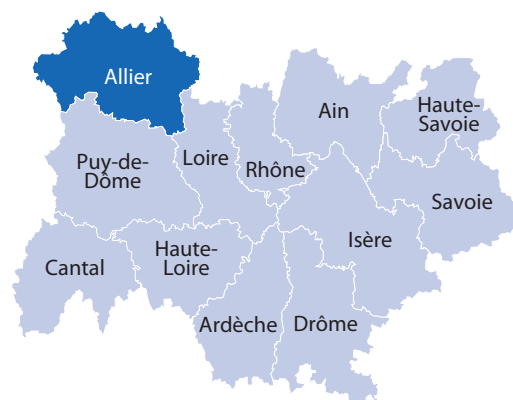 Allier
Ain
Haute-
Savoie
Puy-de-
Dôme
Loire
Rhône
Savoie
Isère
Cantal
Haute-
Loire
Ardèche
Drôme